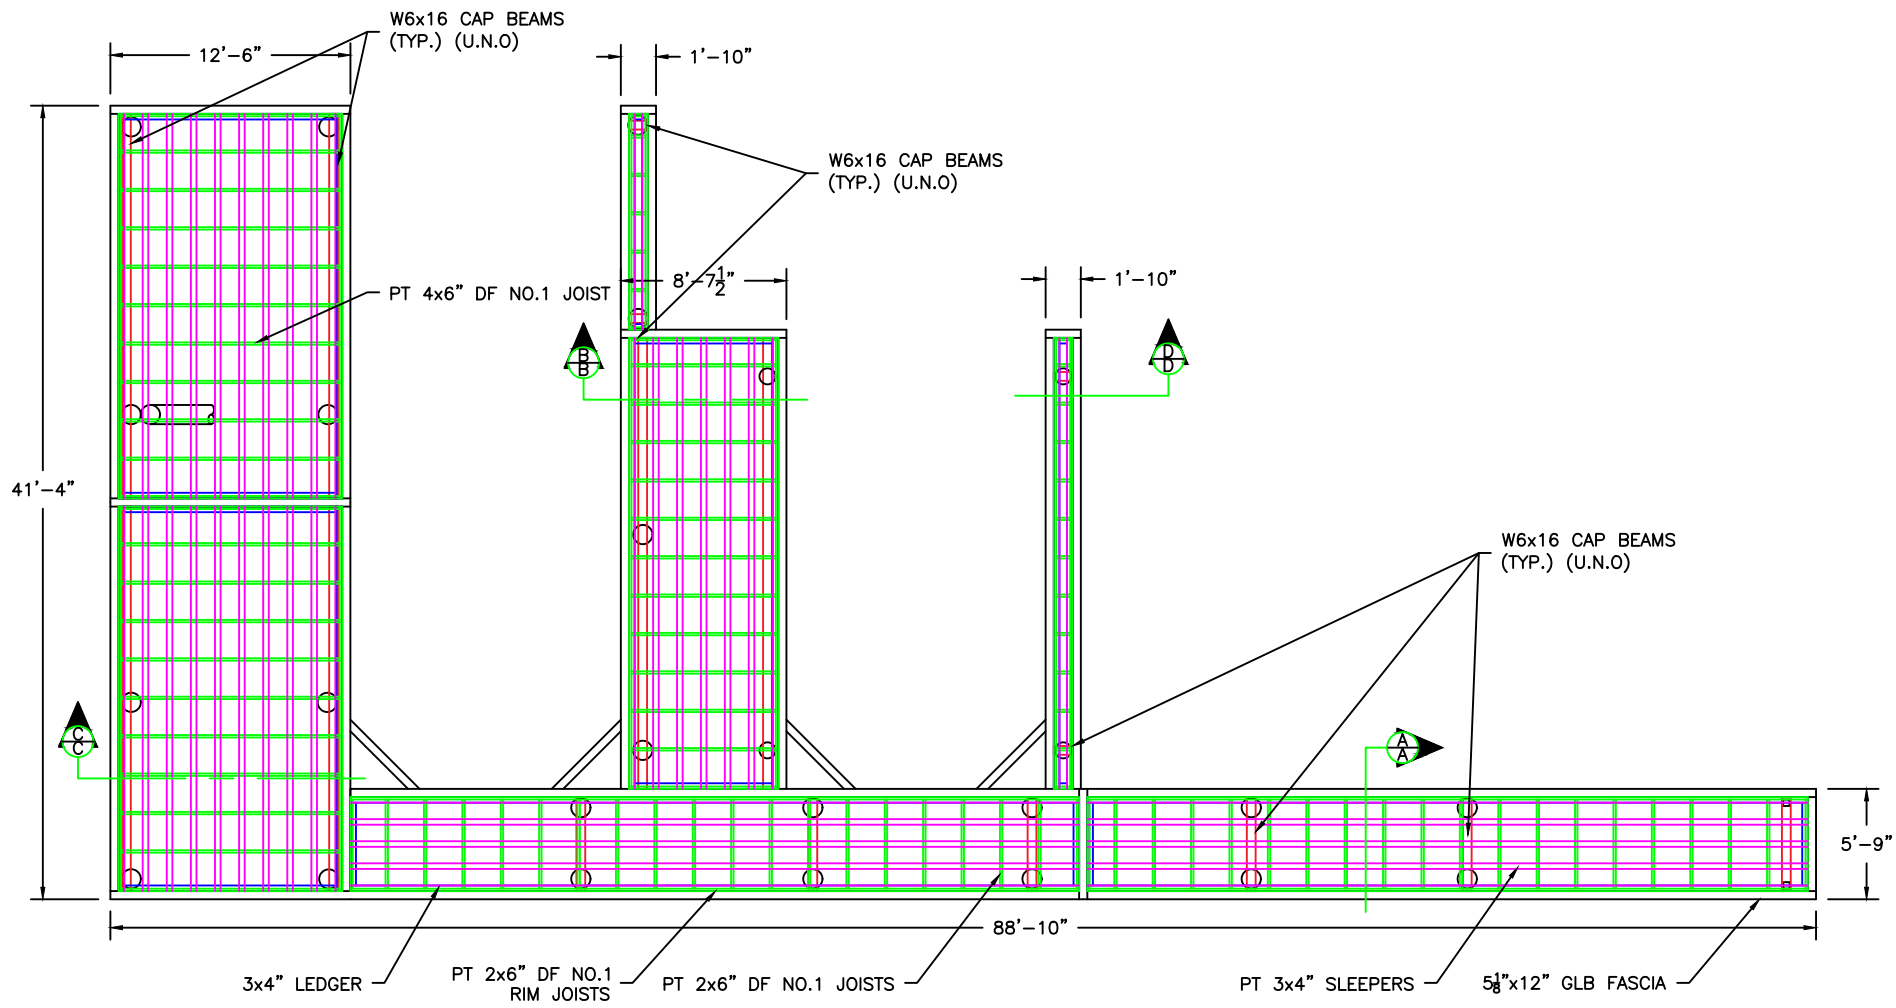 W6x16 CAP BEAMS
(TYP.) (U.N.O)
12'-6"
1'-10"
W6x16 CAP BEAMS
(TYP.) (U.N.O)
8'-7 1/2"
1'-10"
PT 4x6" DF NO.1 JOIST
B
B
D
D
41'-4"
W6x16 CAP BEAMS
(TYP.) (U.N.O)
C
C
A
A
5'-9"
88'-10"
3x4" LEDGER
PT 2x6" DF NO.1
RIM JOISTS
PT 2x6" DF NO.1 JOISTS
PT 3x4" SLEEPERS
5 1/8"x12" GLB FASCIA